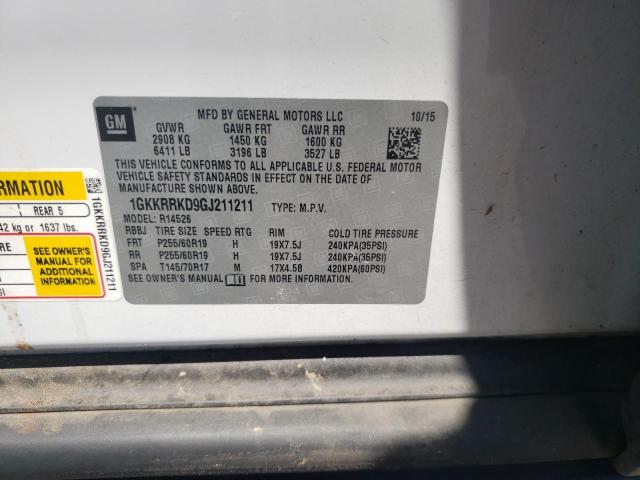 GM
MFD BY GENERAL MOTORS LLC 10/15
GVWR GAWR FRT GAWR RR
2908 KG 1450 KG 1600 KG
6411 LB 3196 LB 3527 LB
THIS VEHICLE CONFORMS TO ALL APPLICABLE U.S. FEDERAL MOTOR
VEHICLE SAFETY STANDARDS IN EFFECT ON THE DATE OF
MANUFACTURE SHOWN ABOVE.
1GKKRRKD9GJ211211 TYPE: M.P.V.
MODEL: R14526
RBBJ TIRE SIZE SPEED RTG RIM COLD TIRE PRESSURE
FRT P255/60R19 H 19X7.5J 240KPA(35PSI)
RR P255/60R19 H 19X7.5J 240KPA(35PSI)
SPA T145/70R17 M 17X4.5B 420KPA(60PSI)
SEE OWNER'S MANUAL FOR MORE INFORMATION.
REAR 5
or 1637 lbs.
SEE OWNER'S
MANUAL FOR
ADDITIONAL
INFORMATION
1GKKRRKD9GJ211211